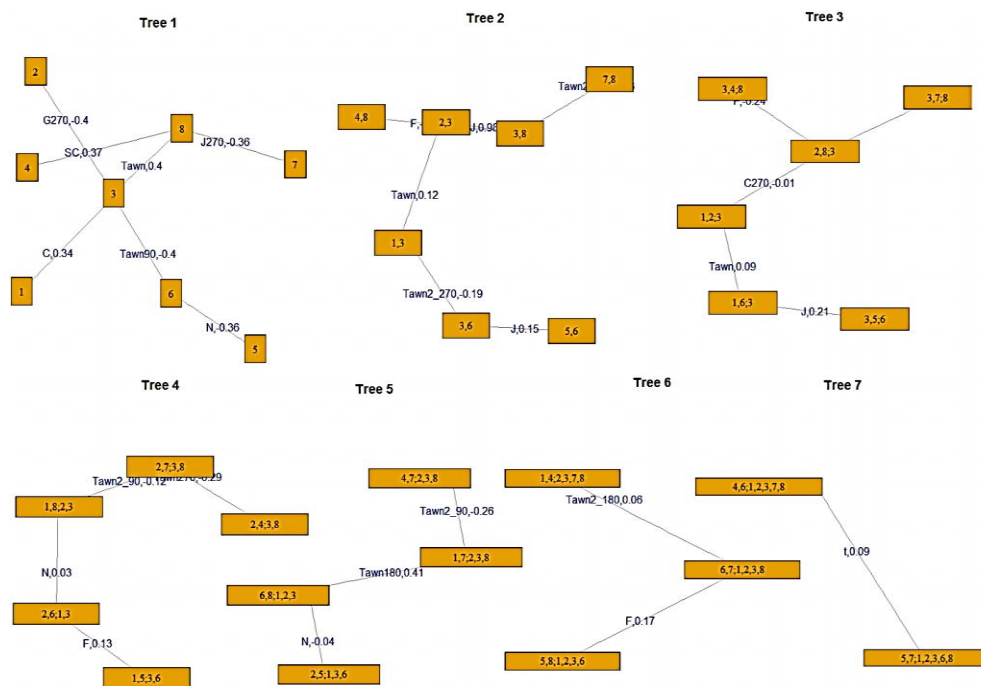 Tree 1
2
G270,-0.4
8
J270,-0.36
SC,0.37
4
Tawn,0.4
7
3
C,0.34
Tawn90,-0.4
1
6
N,-0.36
5
Tree 2
7,8
4,8
2,3
3,8
Tawn,0.12
1,3
Tawn2_270,-0.19
3,6
J,0.15
5,6
Tree 3
3,4;8
3,7;8
2,8;3
C270,-0.01
1,2;3
Tawn,0.09
1,6;3
J,0.21
3,5;6
Tree 4
2,7;3,8
Tawn2_90,-0.12
1,8;2,3
2,4;3,8
N,0.03
2,6;1,3
F,0.13
1,5;3,6
Tree 5
4,7;2,3,8
Tawn2_90,-0.26
1,7;2,3,8
Tawn180,0.41
6,8;1,2,3
N,-0.04
2,5;1,3,6
Tree 6
1,4;2,3,7,8
Tawn2_180,0.06
6,7;1,2,3,8
F,0.17
5,8;1,2,3,6
Tree 7
4,6;1,2,3,7,8
t,0.09
5,7;1,2,3,6,8